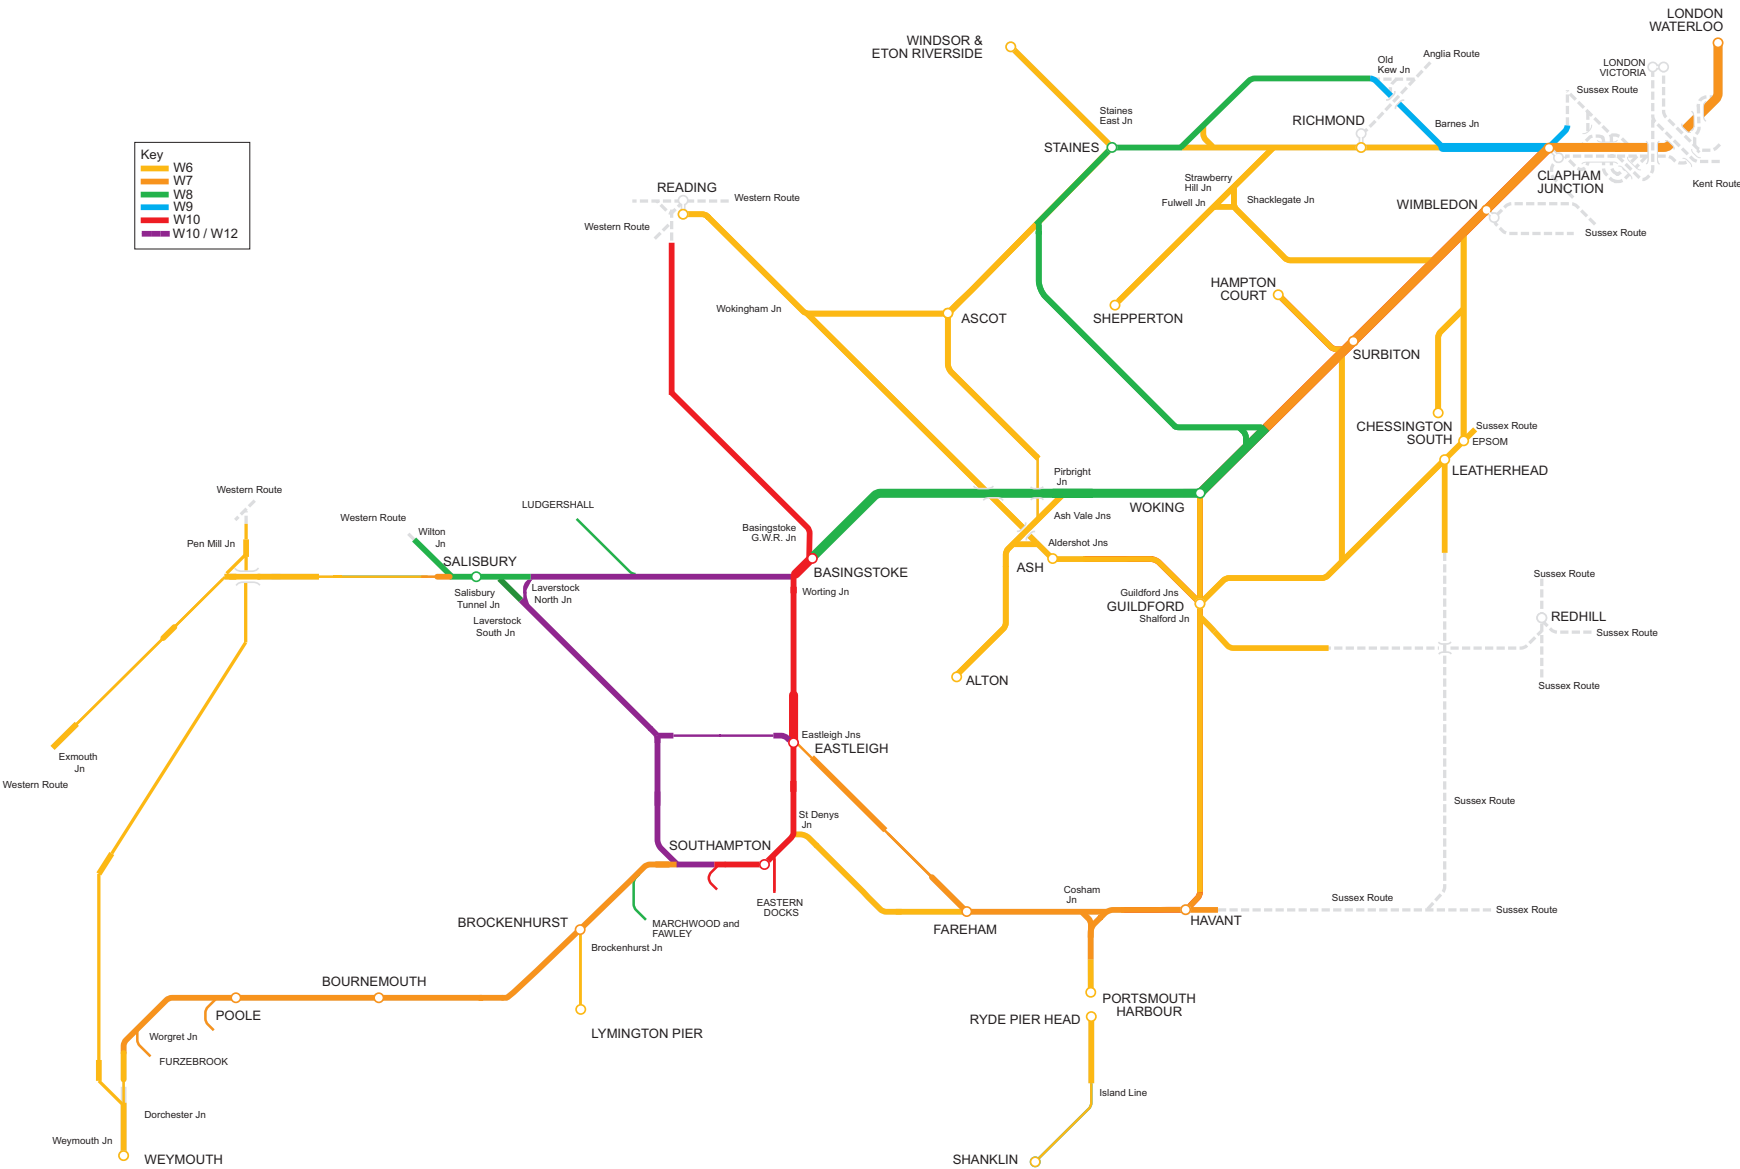 LONDON
WATERLOO
WINDSOR &
ETON RIVERSIDE
Old
Kew Jn
Anglia Route
LONDON
VICTORIA
Sussex Route
Staines
East Jn
RICHMOND
Barnes Jn
STAINES
Key
W6
W7
W8
W9
W10
W10 / W12
READING
Western Route
Western Route
Strawberry
Hill Jn
Fulwell Jn
Shacklegate Jn
CLAPHAM
JUNCTION
Kent Route
WIMBLEDON
Sussex Route
HAMPTON
COURT
Wokingham Jn
ASCOT
SHEPPERTON
SURBITON
CHESSINGTON
SOUTH
Sussex Route
EPSOM
LEATHERHEAD
Western Route
LUDGERSHALL
Pirbright
Jn
WOKING
Western Route
Wilton
Jn
Pen Mill Jn
Basingstoke
G.W.R. Jn
Ash Vale Jns
Aldershot Jns
SALISBURY
BASINGSTOKE
ASH
Sussex Route
Salisbury
Tunnel Jn
Laverstock
North Jn
Worting Jn
Guildford Jns
GUILDFORD
Shalford Jn
Laverstock
South Jn
REDHILL
Sussex Route
ALTON
Sussex Route
Eastleigh Jns
EASTLEIGH
Exmouth
Jn
Western Route
Sussex Route
St Denys
Jn
SOUTHAMPTON
Cosham
Jn
Sussex Route
Sussex Route
EASTERN
DOCKS
BROCKENHURST
MARCHWOOD and
FAWLEY
FAREHAM
HAVANT
Brockenhurst Jn
BOURNEMOUTH
PORTSMOUTH
HARBOUR
POOLE
RYDE PIER HEAD
LYMINGTON PIER
Worgret Jn
FURZEBROOK
Island Line
Dorchester Jn
Weymouth Jn
WEYMOUTH
SHANKLIN